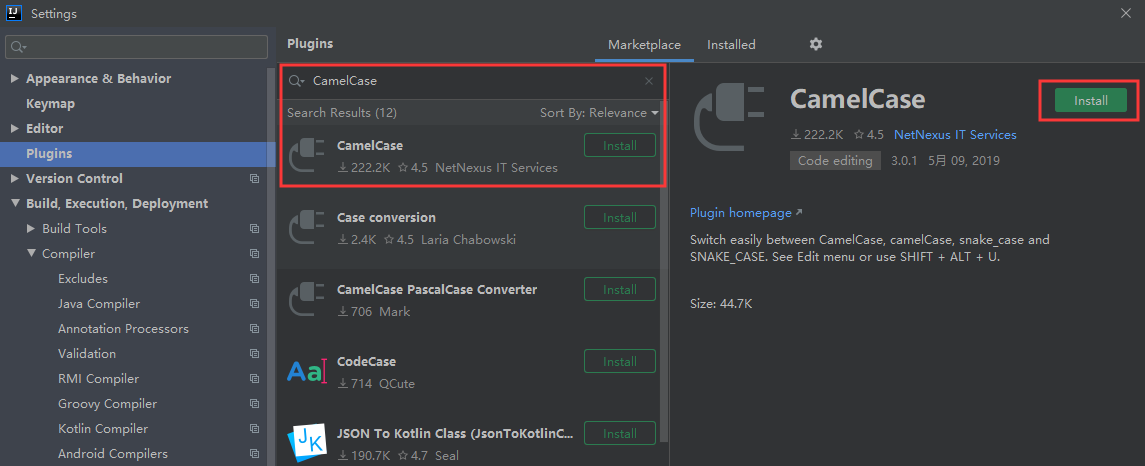 Settings
Appearance & Behavior
Keymap
Editor
Plugins
Version Control
Build, Execution, Deployment
Build Tools
Compiler
Excludes
Java Compiler
Annotation Processors
Validation
RMI Compiler
Groovy Compiler
Kotlin Compiler
Android Compilers
Plugins
Marketplace
Installed
CamelCase
Search Results (12)
Sort By: Relevance
CamelCase
Install
222.2K 4.5 NetNexus IT Services
Case conversion
Install
2.4K 4.5 Laria Chabowski
CamelCase PascalCase Converter
Install
706 Mark
Aa
CodeCase
Install
714 QCute
JK
JSON To Kotlin Class (JsonToKotlinC...
Install
190.7K 4.7 Seal
CamelCase
Install
222.2K 4.5 NetNexus IT Services
Code editing 3.0.1 5月 09, 2019
Plugin homepage
Switch easily between CamelCase, camelCase, snake_case and
SNAKE_CASE. See Edit menu or use SHIFT + ALT + U.
Size: 44.7K